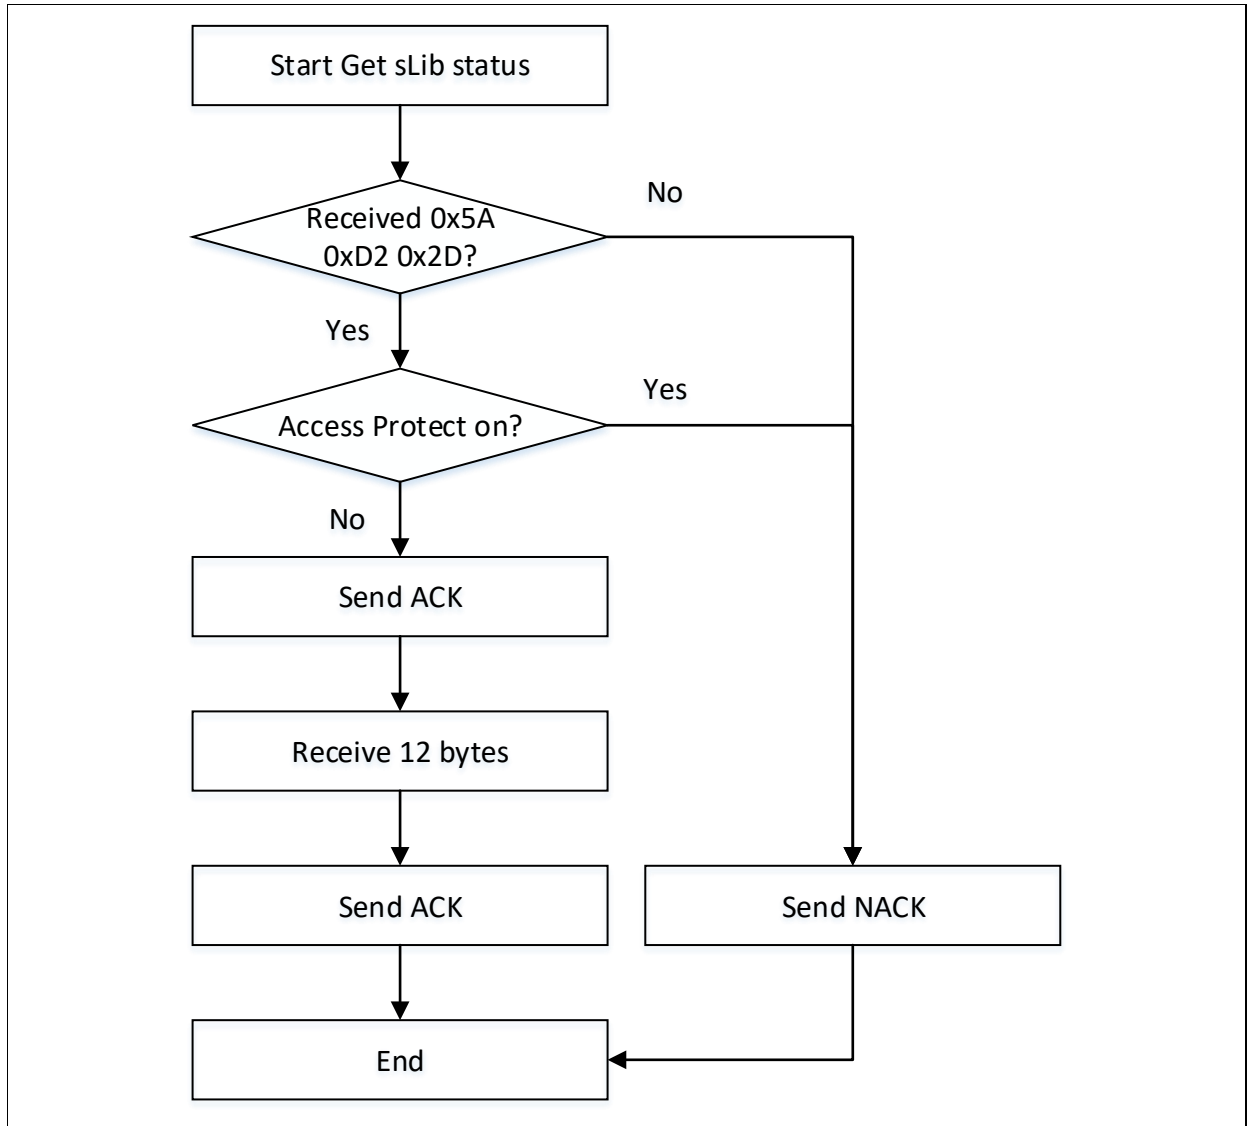 Start Get sLib status
No
Received 0x5A
0xD2 0x2D?
Yes
Yes
Access Protect on?
No
Send ACK
Receive 12 bytes
Send ACK
Send NACK
End